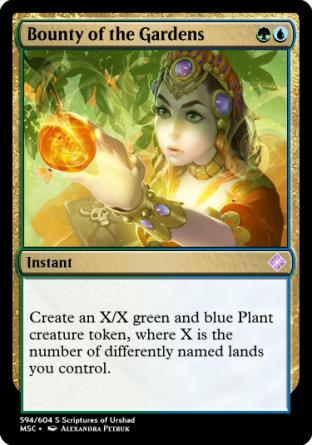 Bounty of the Gardens
Instant
Create an X/X green and blue Plant
creature token, where X is the
number of differently named lands
you control.
594/604 S Scriptures of Urshad
MSC • Alexandra Petruk